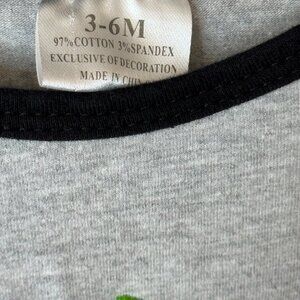 3-6M
97%COTTON 3%SPANDEX
EXCLUSIVE OF DECORATION
MADE IN CHINA